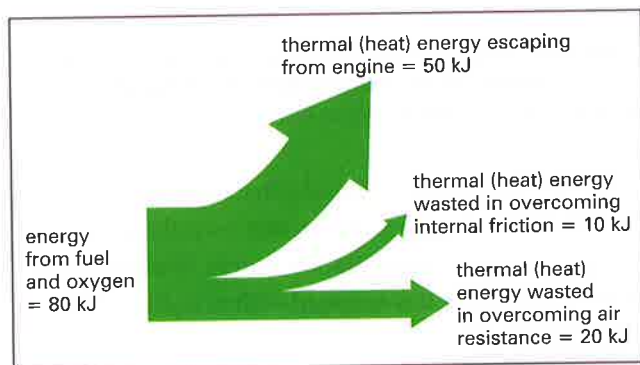 thermal (heat) energy escaping
from engine = 50 kJ
thermal (heat) energy
wasted in overcoming
internal friction = 10 kJ
energy
from fuel
and oxygen
= 80 kJ
thermal (heat)
energy wasted
in overcoming air
resistance = 20 kJ